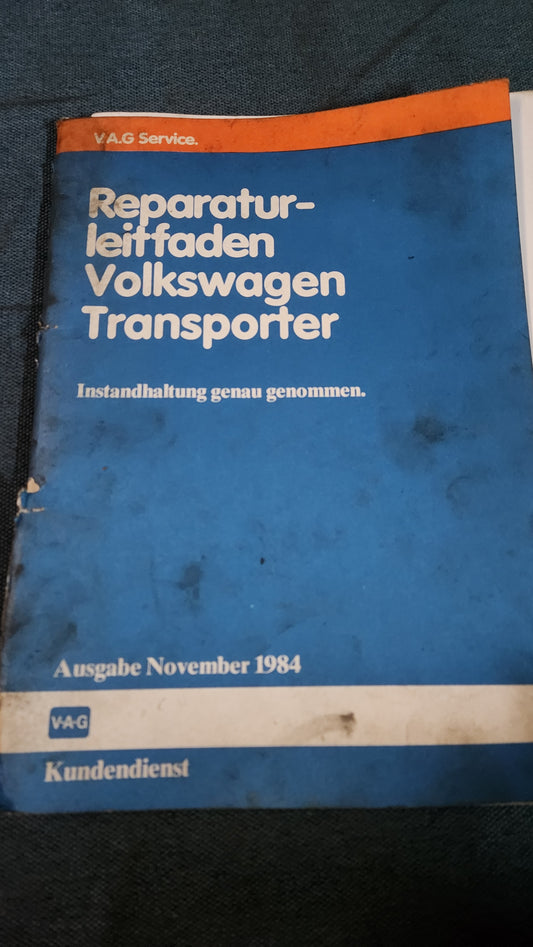 V.A.G Service.
Reparatur-
leitfaden
Volkswagen
Transporter
Instandhaltung genau genommen.
Ausgabe November 1984
V·A·G
Kundendienst